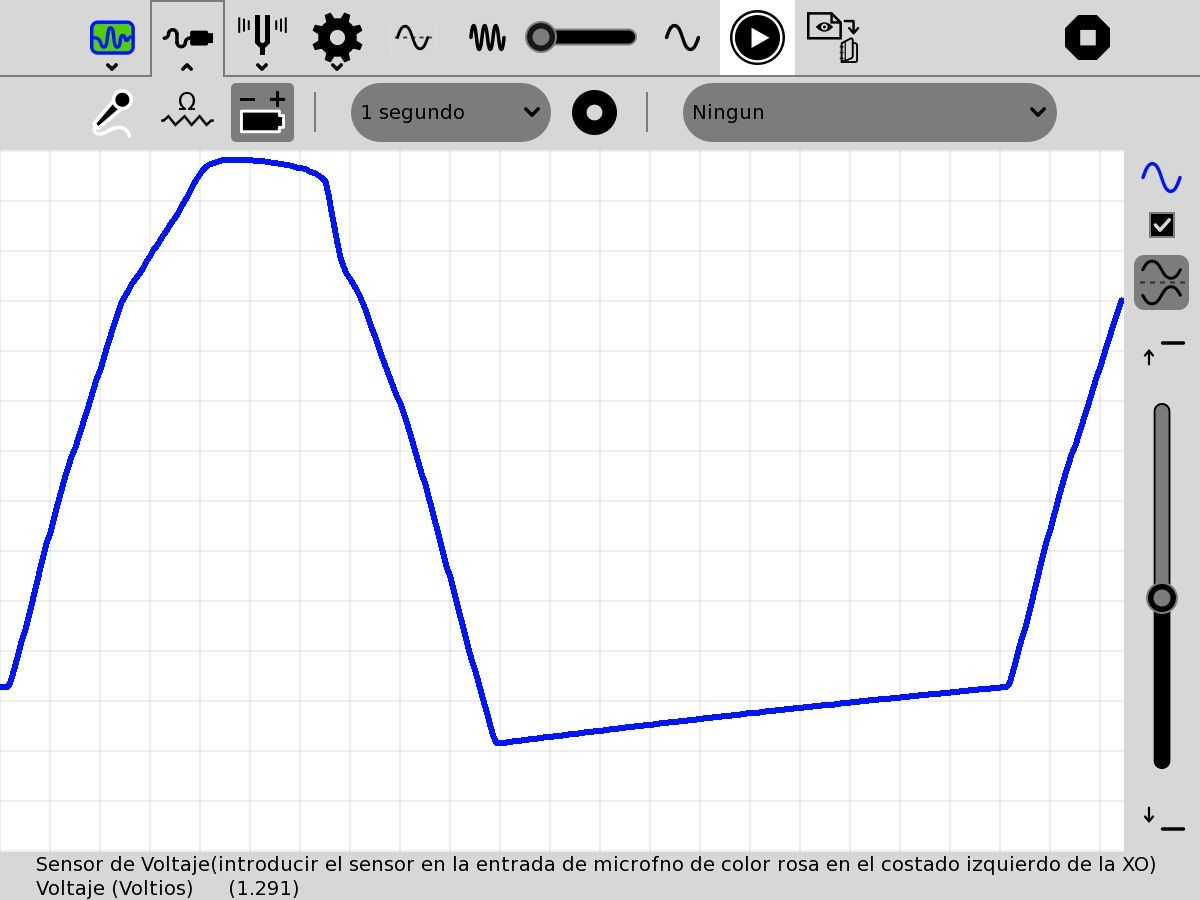 Ω
1 segundo
Ningun
Sensor de Voltaje(introducir el sensor en la entrada de microfno de color rosa en el costado izquierdo de la XO)
Voltaje (Voltios) (1.291)